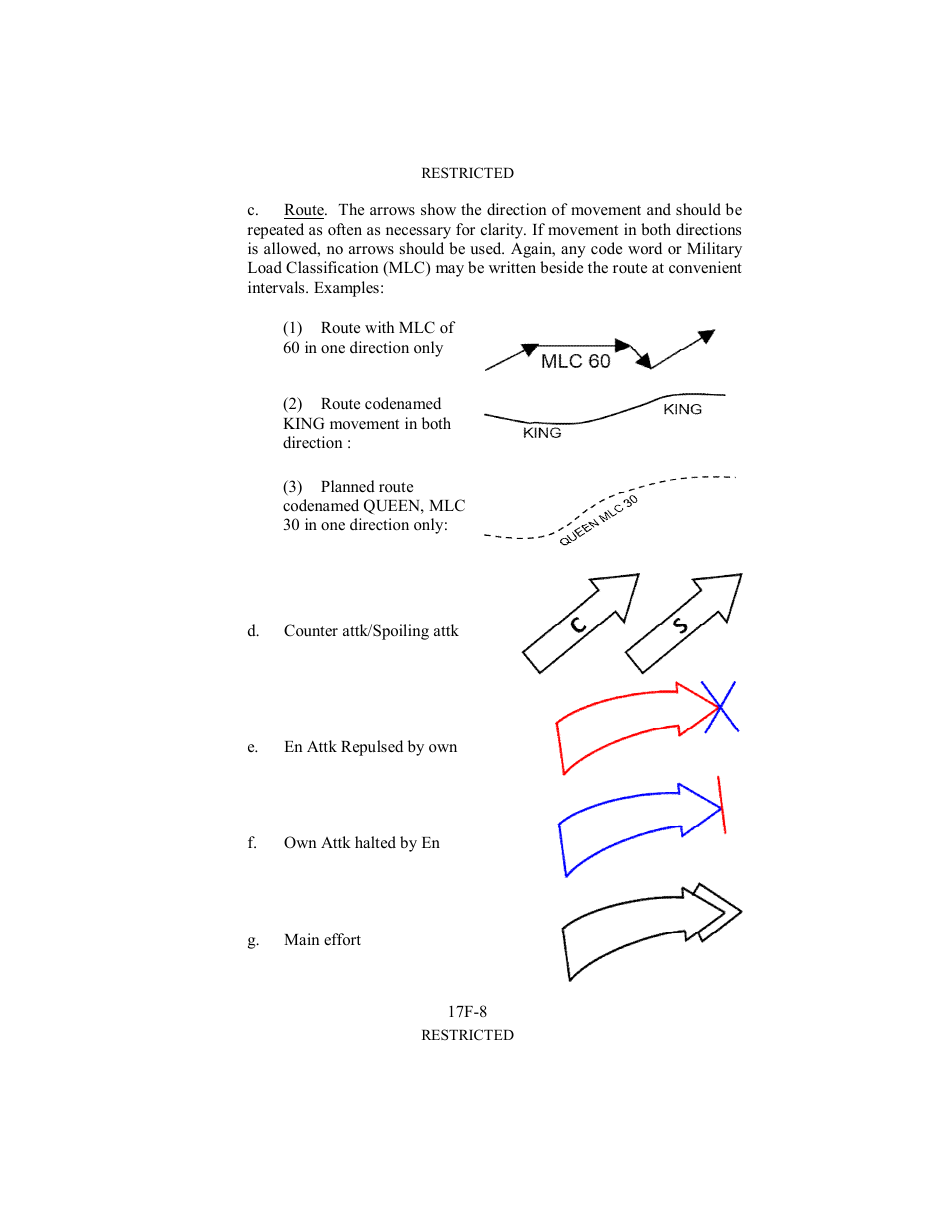 RESTRICTED
c. Route. The arrows show the direction of movement and should be
repeated as often as necessary for clarity. If movement in both directions
is allowed, no arrows should be used. Again, any code word or Military
Load Classification (MLC) may be written beside the route at convenient
intervals. Examples:
(1) Route with MLC of
60 in one direction only
MLC 60
(2) Route codenamed
KING movement in both
direction :
KING
KING
(3) Planned route
codenamed QUEEN, MLC
30 in one direction only:
QUEEN MLC 30
d. Counter attk/Spoiling attk
C
S
e. En Attk Repulsed by own
f. Own Attk halted by En
g. Main effort
17F-8
RESTRICTED